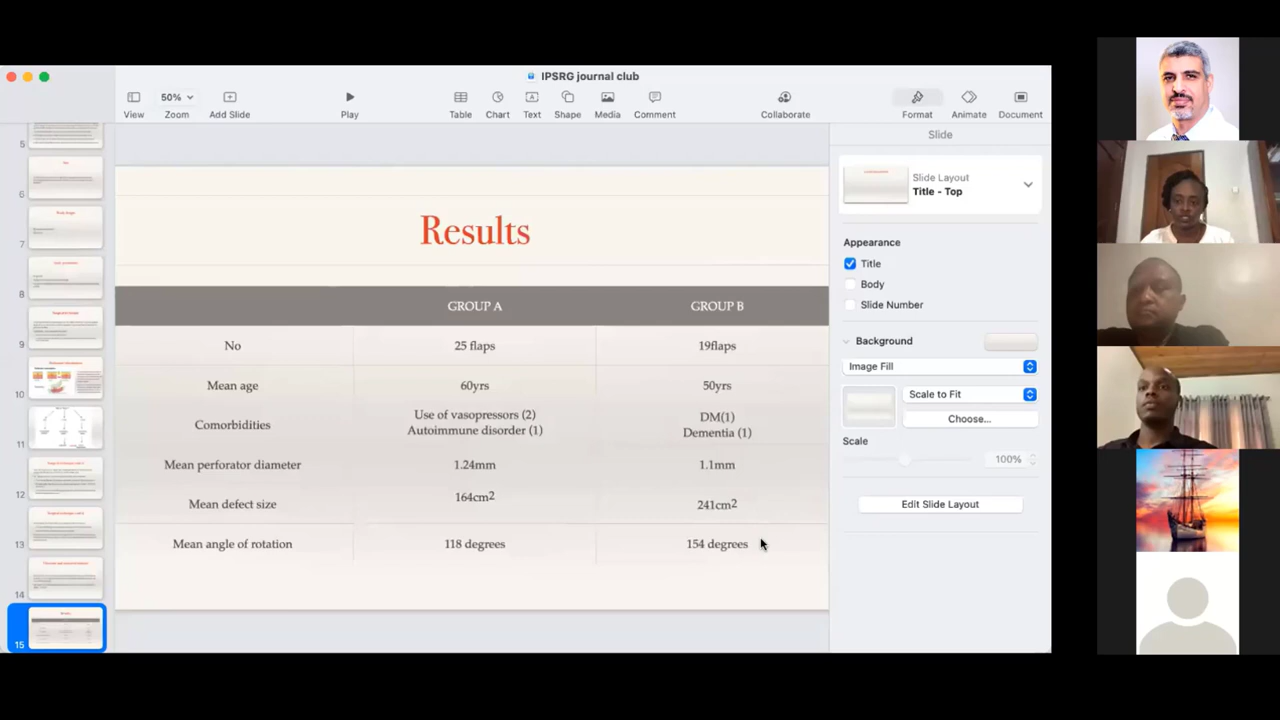 IPSRG journal club
50%
View
Zoom
Add Slide
Play
Table
Chart
Text
Shape
Media
Comment
Collaborate
Format
Animate
Document
Slide
5
6
7
8
9
10
11
12
13
14
15
Results
GROUP A
GROUP B
No
25 flaps
19flaps
Mean age
60yrs
50yrs
Comorbidities
Use of vasopressors (2)
Autoimmune disorder (1)
DM(1)
Dementia (1)
Mean perforator diameter
1.24mm
1.1mm
Mean defect size
164cm2
241cm2
Mean angle of rotation
118 degrees
154 degrees
Slide Layout
Title - Top
Appearance
Title
Body
Slide Number
Background
Image Fill
Scale to Fit
Choose...
Scale
100%
Edit Slide Layout